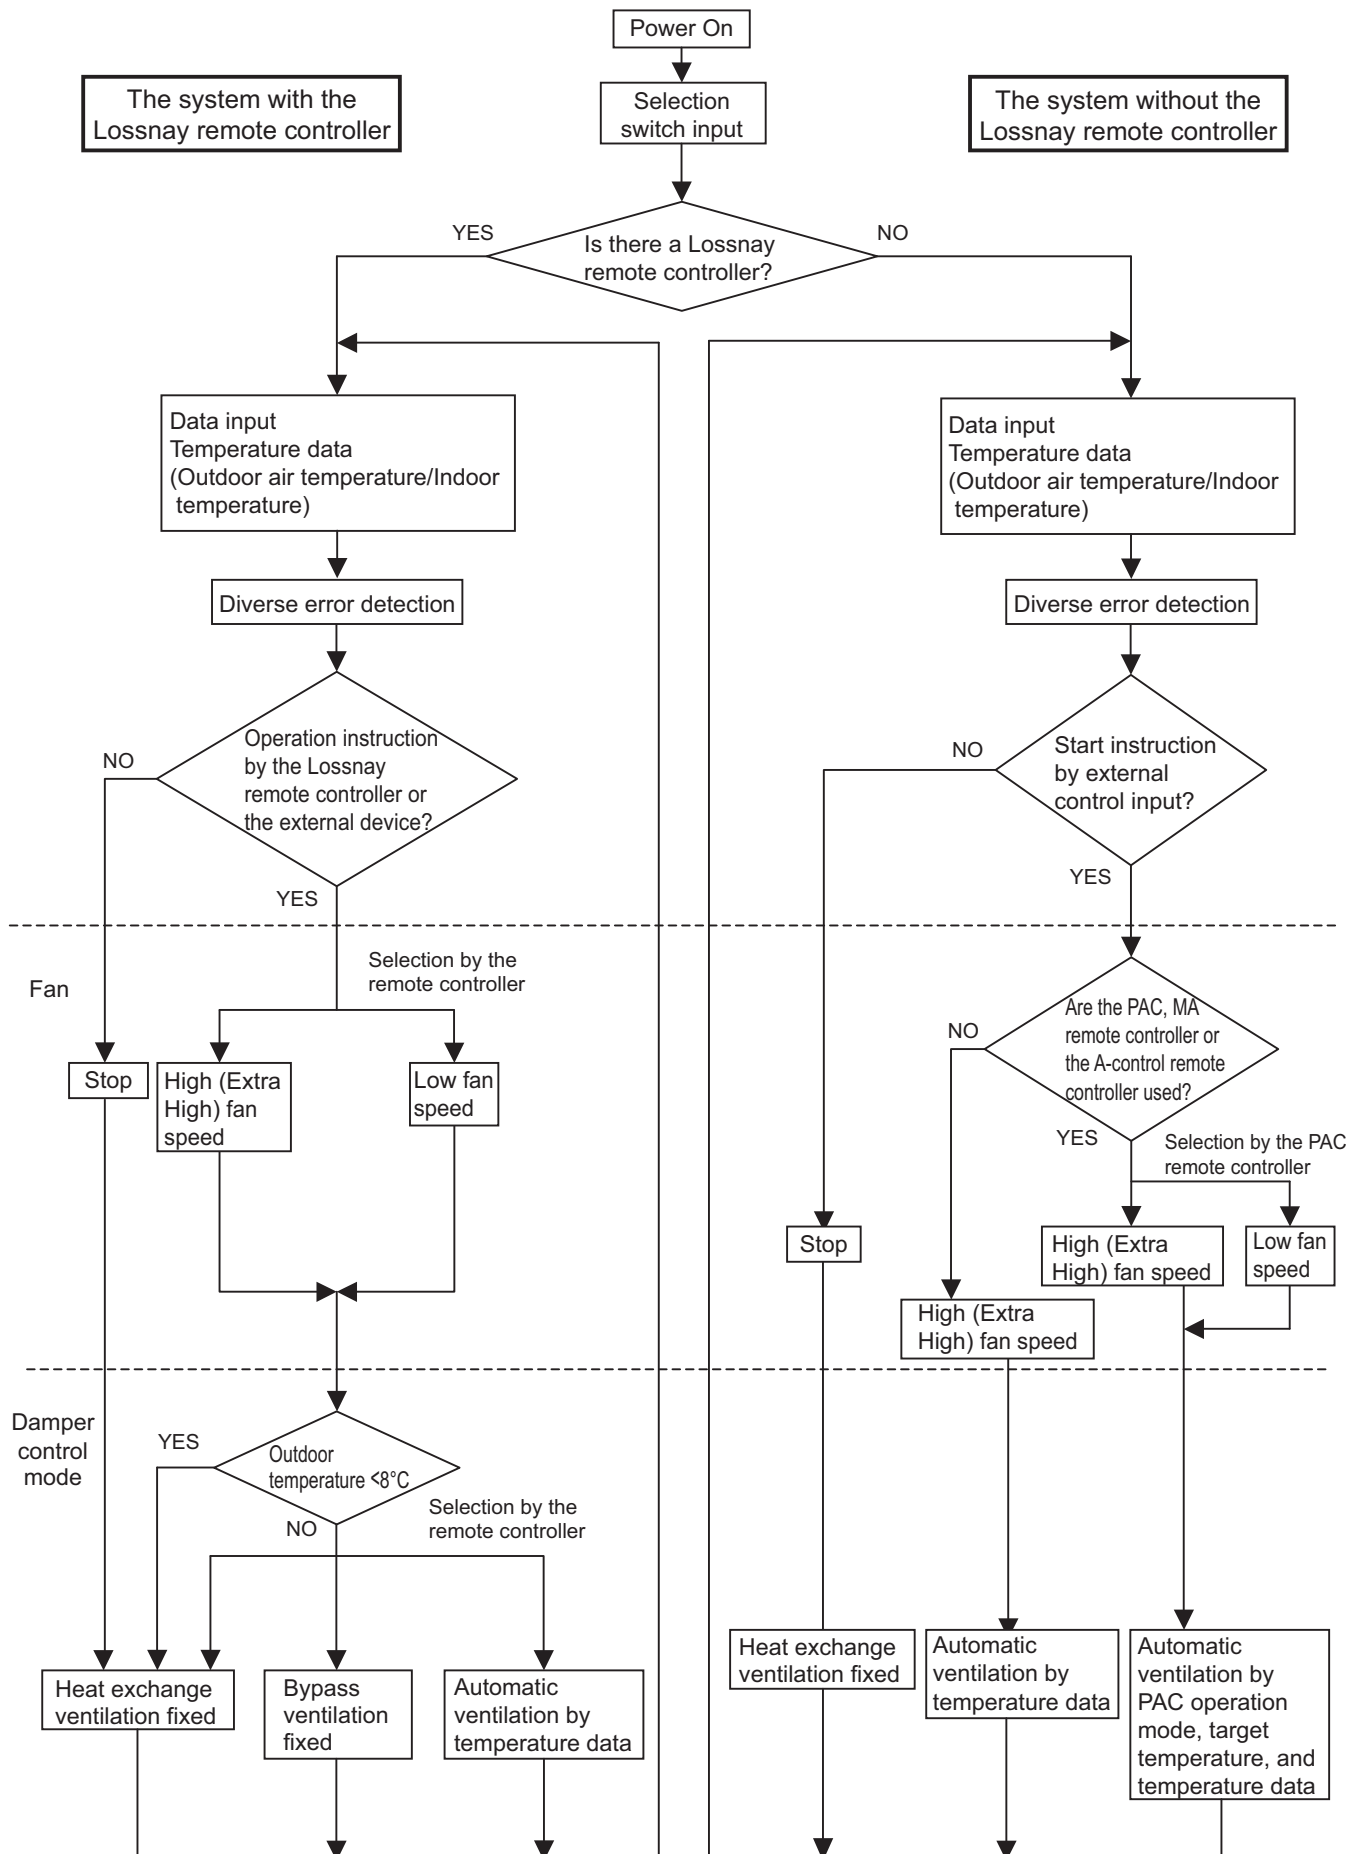 Power On
The system with the
Lossnay remote controller
Selection
switch input
The system without the
Lossnay remote controller
YES
NO
Is there a Lossnay
remote controller?
Data input
Temperature data
(Outdoor air temperature/Indoor
temperature)
Data input
Temperature data
(Outdoor air temperature/Indoor
temperature)
Diverse error detection
Diverse error detection
NO
Operation instruction
by the Lossnay
remote controller or
the external device?
YES
NO
Start instruction
by external
control input?
YES
Fan
Selection by the
remote controller
Stop
High (Extra
High) fan
speed
Low fan
speed
NO
Are the PAC, MA
remote controller or
the A-control remote
controller used?
YES
Selection by the PAC
remote controller
Stop
High (Extra
High) fan speed
Low fan
speed
High (Extra
High) fan speed
Damper
control
mode
YES
Outdoor
temperature <8°C
NO
Selection by the
remote controller
Heat exchange
ventilation fixed
Bypass
ventilation
fixed
Automatic
ventilation by
temperature data
Heat exchange
ventilation fixed
Automatic
ventilation by
temperature data
Automatic
ventilation by
PAC operation
mode, target
temperature, and
temperature data